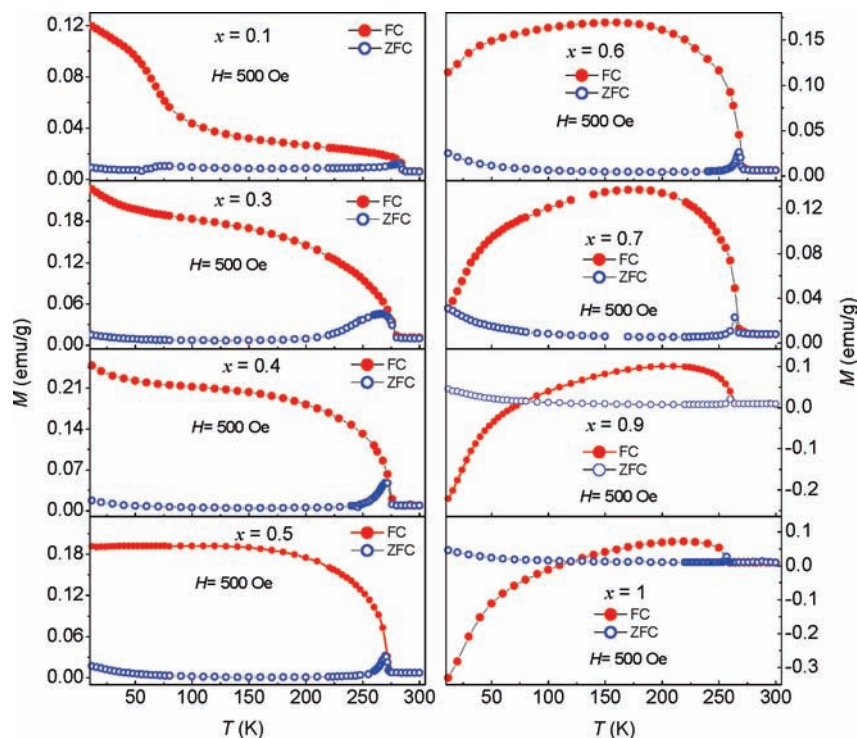 0.12
0.08
0.04
0.00
x = 0.1
H= 500 Oe
FC
ZFC
0.18
0.12
0.06
0.00
x = 0.3
H= 500 Oe
FC
ZFC
0.21
0.14
0.07
0.00
x = 0.4
H= 500 Oe
FC
ZFC
0.18
0.12
0.06
0.00
x = 0.5
H= 500 Oe
FC
ZFC
50 100 150 200 250 300
T (K)
M (emu/g)
x = 0.6
FC
ZFC
H= 500 Oe
0.15
0.10
0.05
0.00
x = 0.7
FC
ZFC
H= 500 Oe
0.12
0.08
0.04
0.00
x = 0.9
FC
ZFC
H= 500 Oe
0.1
0.0
-0.1
-0.2
x = 1
FC
ZFC
H= 500 Oe
0.1
0.0
-0.1
-0.2
-0.3
50 100 150 200 250 300
T (K)
M (emu/g)
M (emu/g)